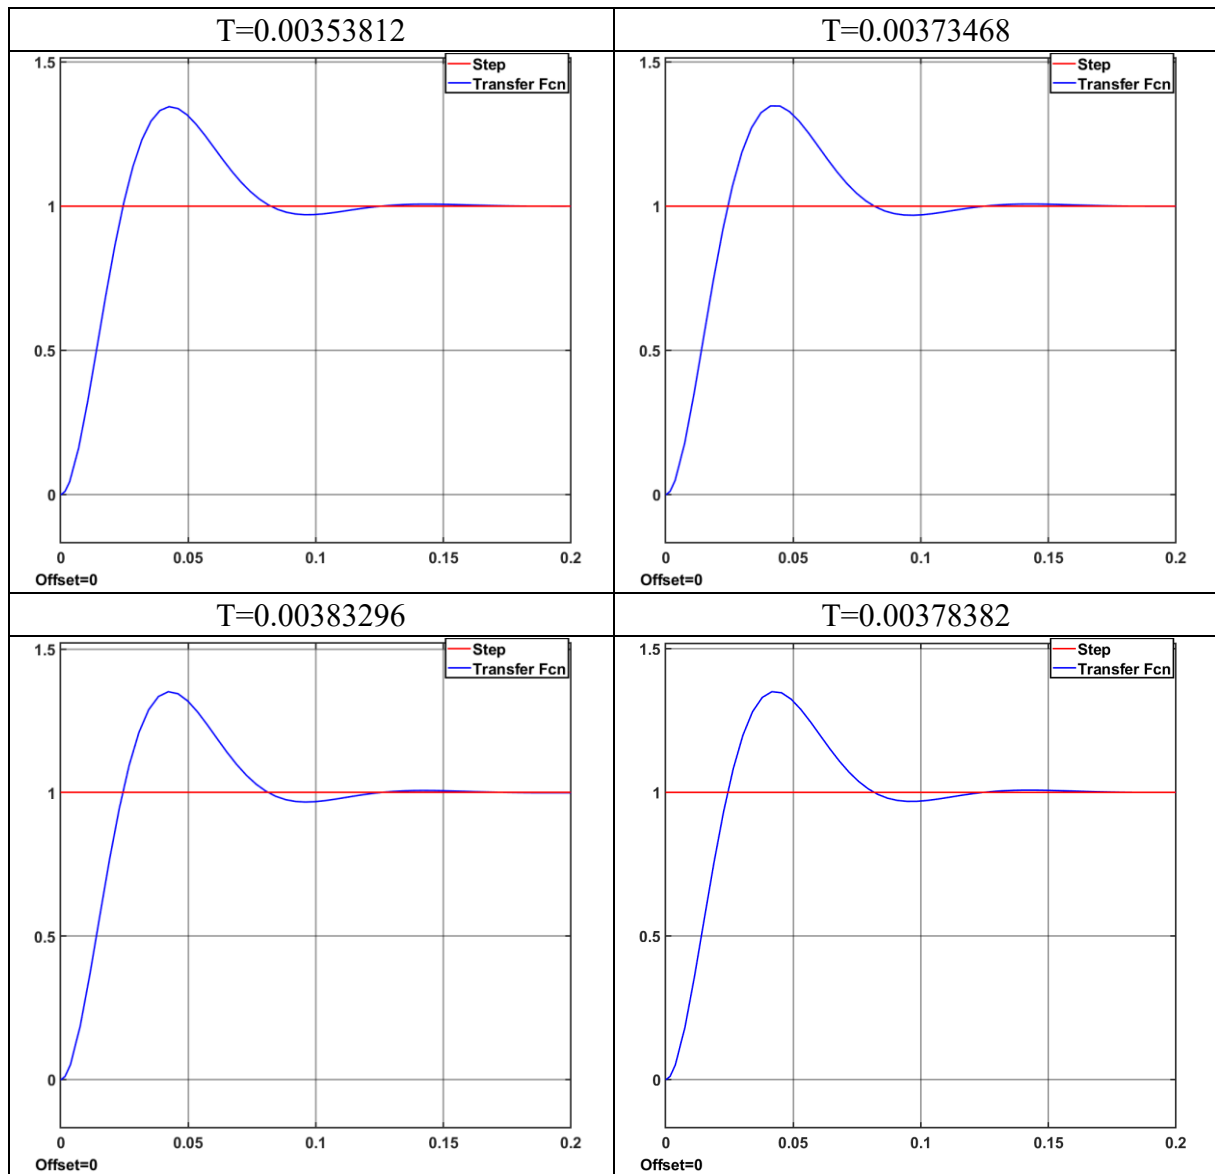 T=0.00353812
T=0.00373468
Step
Transfer Fcn
1.5
1
0.5
0
0 0.05 0.1 0.15 0.2
Offset=0
Step
Transfer Fcn
1.5
1
0.5
0
0 0.05 0.1 0.15 0.2
Offset=0
T=0.00383296
T=0.00378382
Step
Transfer Fcn
1.5
1
0.5
0
0 0.05 0.1 0.15 0.2
Offset=0
Step
Transfer Fcn
1.5
1
0.5
0
0 0.05 0.1 0.15 0.2
Offset=0